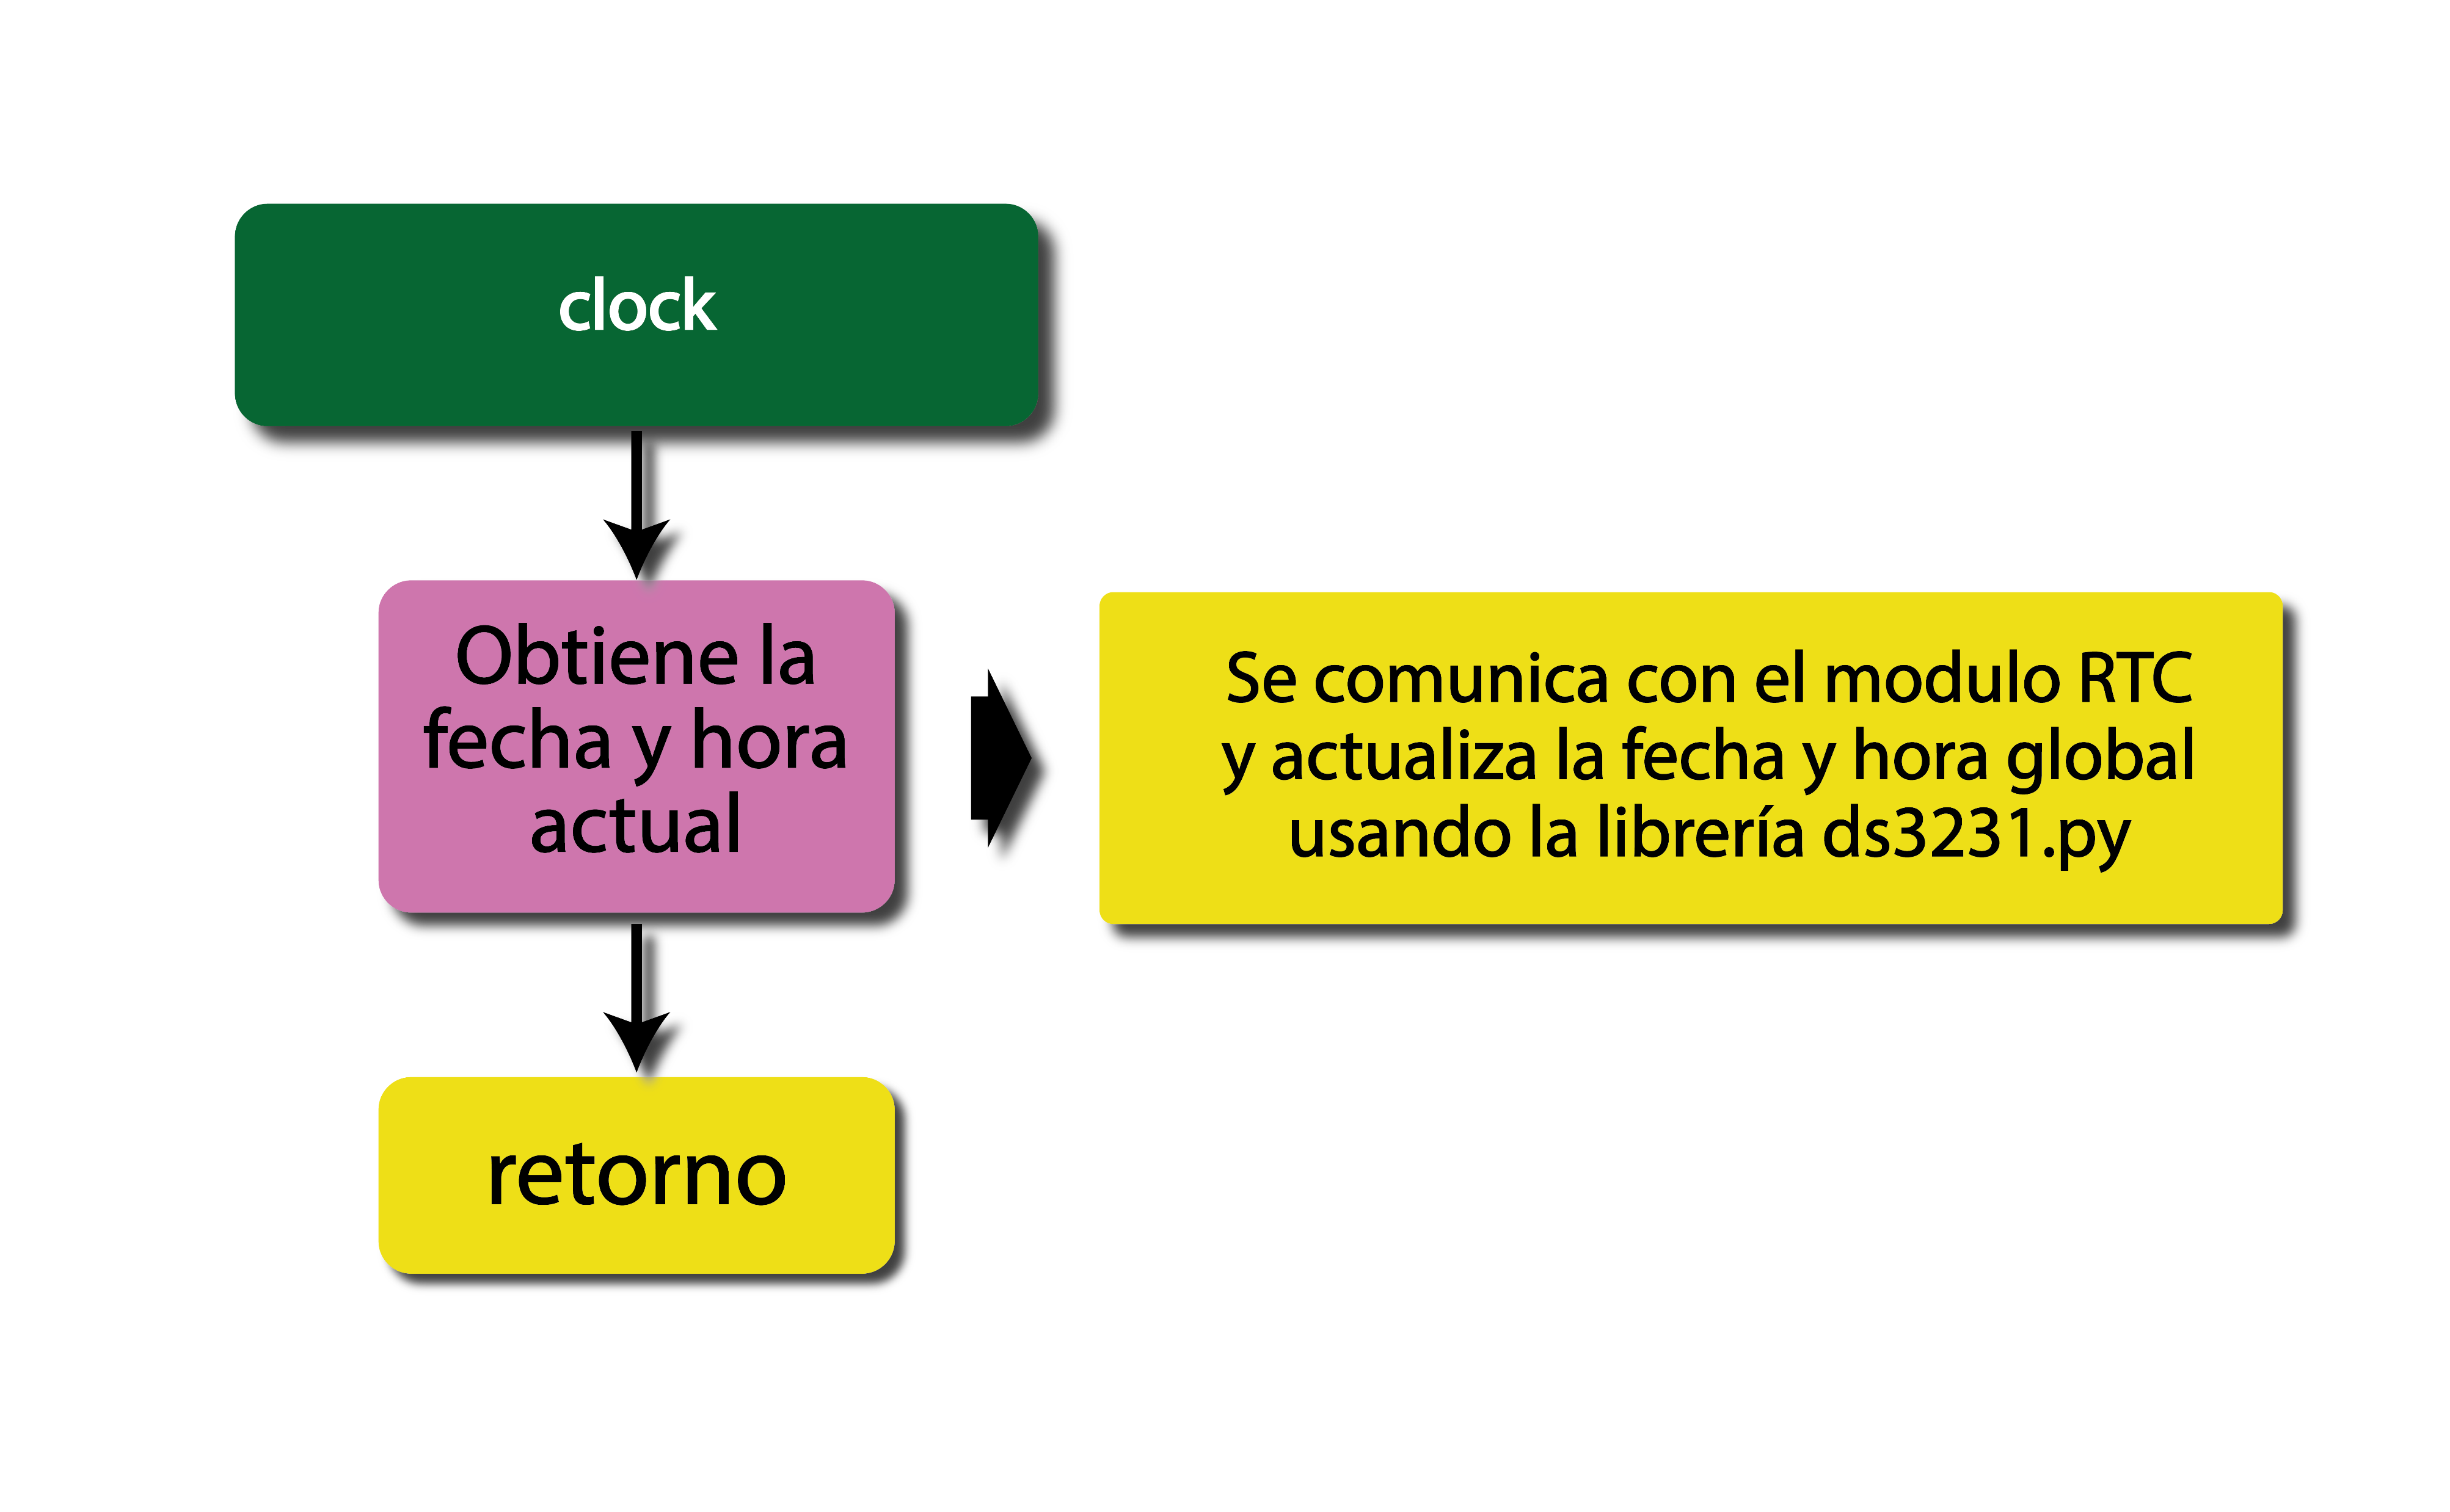 clock
Obtiene la
fecha y hora
actual
Se comunica con el modulo RTC
y actualiza la fecha y hora global
usando la librería ds3231.py
retorno